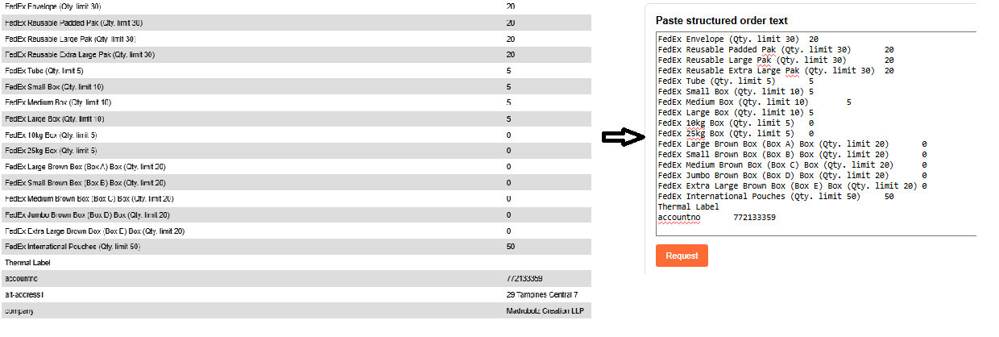 FedEx Envelope (Qty. limit 30) 20
FedEx Reusable Padded Pak (Qty. limit 30) 20
FedEx Reusable Large Pak (Qty. limit 30) 20
FedEx Reusable Extra Large Pak (Qty. limit 30) 20
FedEx Tube (Qty. limit 5) 5
FedEx Small Box (Qty. limit 10) 5
FedEx Medium Box (Qty. limit 10) 5
FedEx Large Box (Qty. limit 10) 5
FedEx 10kg Box (Qty. limit 5) 0
FedEx 25kg Box (Qty. limit 5) 0
FedEx Large Brown Box (Box A) Box (Qty. limit 20) 0
FedEx Small Brown Box (Box B) Box (Qty. limit 20) 0
FedEx Medium Brown Box (Box C) Box (Qty. limit 20) 0
FedEx Jumbo Brown Box (Box D) Box (Qty. limit 20) 0
FedEx Extra Large Brown Box (Box E) Box (Qty. limit 20) 0
FedEx International Pouches (Qty. limit 50) 50
Thermal Label
accountno 772133359
alt-address1 29 Tampines Central 7
company Madrobotz Creation LLP
Paste structured order text
FedEx Envelope (Qty. limit 30) 20
FedEx Reusable Padded Pak (Qty. limit 30) 20
FedEx Reusable Large Pak (Qty. limit 30) 20
FedEx Reusable Extra Large Pak (Qty. limit 30) 20
FedEx Tube (Qty. limit 5) 5
FedEx Small Box (Qty. limit 10) 5
FedEx Medium Box (Qty. limit 10) 5
FedEx Large Box (Qty. limit 10) 5
FedEx 10kg Box (Qty. limit 5) 0
FedEx 25kg Box (Qty. limit 5) 0
FedEx Large Brown Box (Box A) Box (Qty. limit 20) 0
FedEx Small Brown Box (Box B) Box (Qty. limit 20) 0
FedEx Medium Brown Box (Box C) Box (Qty. limit 20) 0
FedEx Jumbo Brown Box (Box D) Box (Qty. limit 20) 0
FedEx Extra Large Brown Box (Box E) Box (Qty. limit 20) 0
FedEx International Pouches (Qty. limit 50) 50
Thermal Label
accountno 772133359
Request